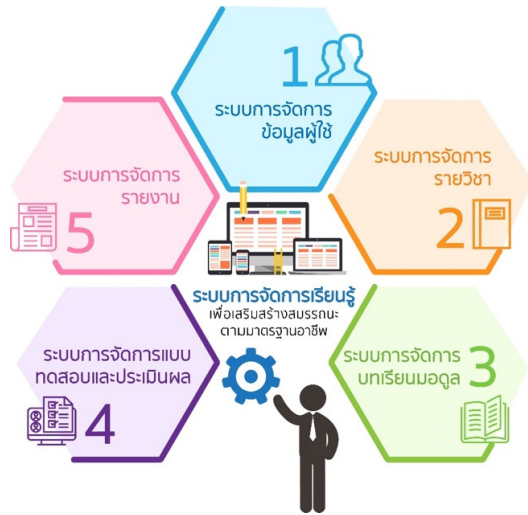 1
ระบบการจัดการ
ข้อมูลผู้ใช้
ระบบการจัดการ
รายวิชา
2
ระบบการจัดการ
บทเรียนมอดูล
3
ระบบการจัดการแบบ
ทดสอบและประเมินผล
4
ระบบการจัดการ
รายงาน
5
ระบบการจัดการเรียนรู้
เพื่อเสริมสร้างสมรรถนะ
ตามมาตรฐานอาชีพ